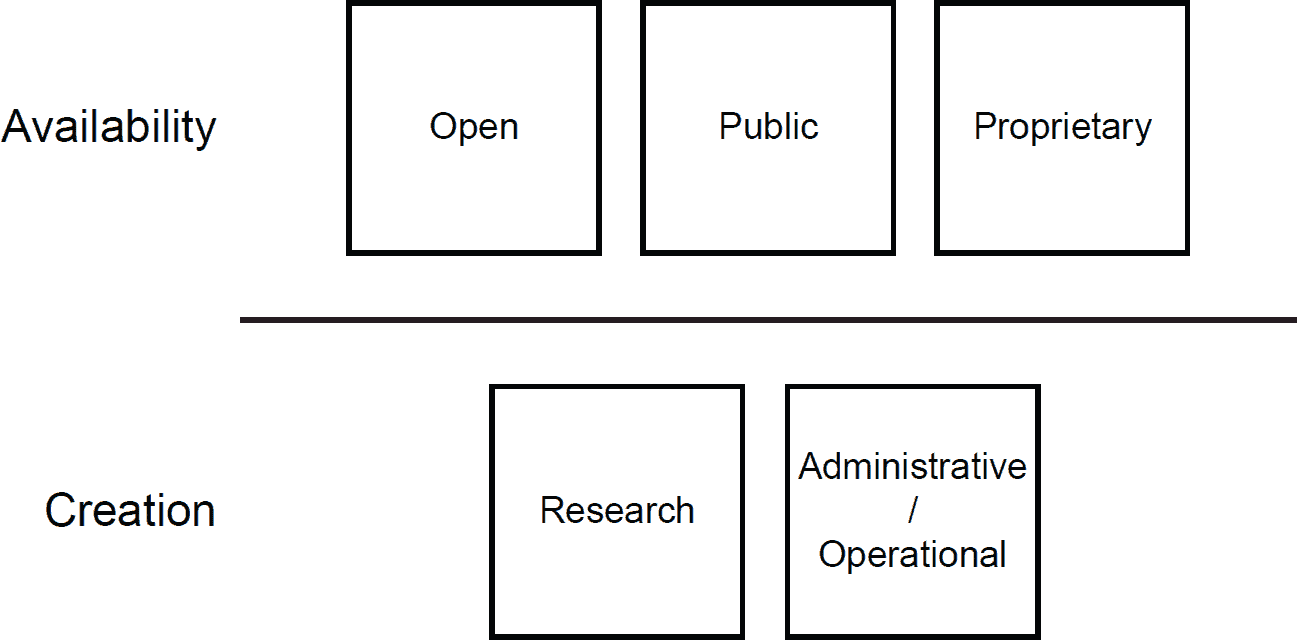 Availability
Open
Public
Proprietary
Creation
Research
Administrative
/
Operational